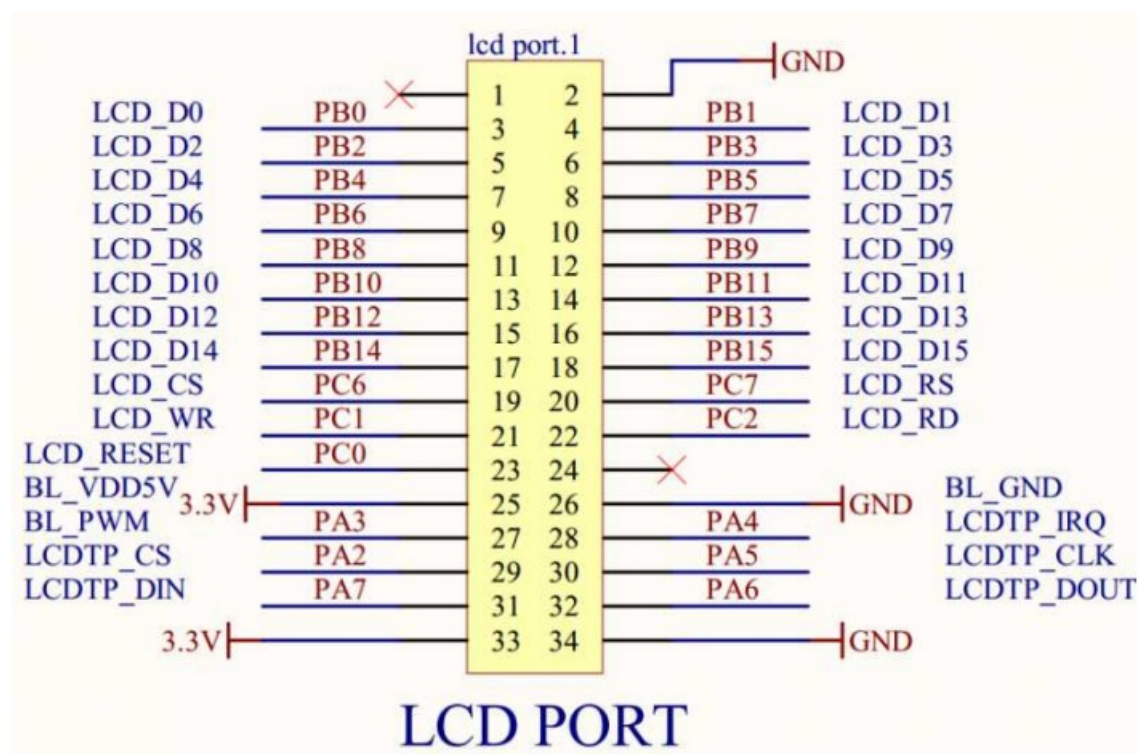 lcd port.1
1 2 GND
LCD_D0 PB0 3 4 PB1 LCD_D1
LCD_D2 PB2 5 6 PB3 LCD_D3
LCD_D4 PB4 7 8 PB5 LCD_D5
LCD_D6 PB6 9 10 PB7 LCD_D7
LCD_D8 PB8 11 12 PB9 LCD_D9
LCD_D10 PB10 13 14 PB11 LCD_D11
LCD_D12 PB12 15 16 PB13 LCD_D13
LCD_D14 PB14 17 18 PB15 LCD_D15
LCD_CS PC6 19 20 PC7 LCD_RS
LCD_WR PC1 21 22 PC2 LCD_RD
LCD_RESET PC0 23 24
BL_VDD5V 3.3V 25 26 GND BL_GND
BL_PWM PA3 27 28 PA4 LCDTP_IRQ
LCDTP_CS PA2 29 30 PA5 LCDTP_CLK
LCDTP_DIN PA7 31 32 PA6 LCDTP_DOUT
3.3V 33 34 GND
LCD PORT